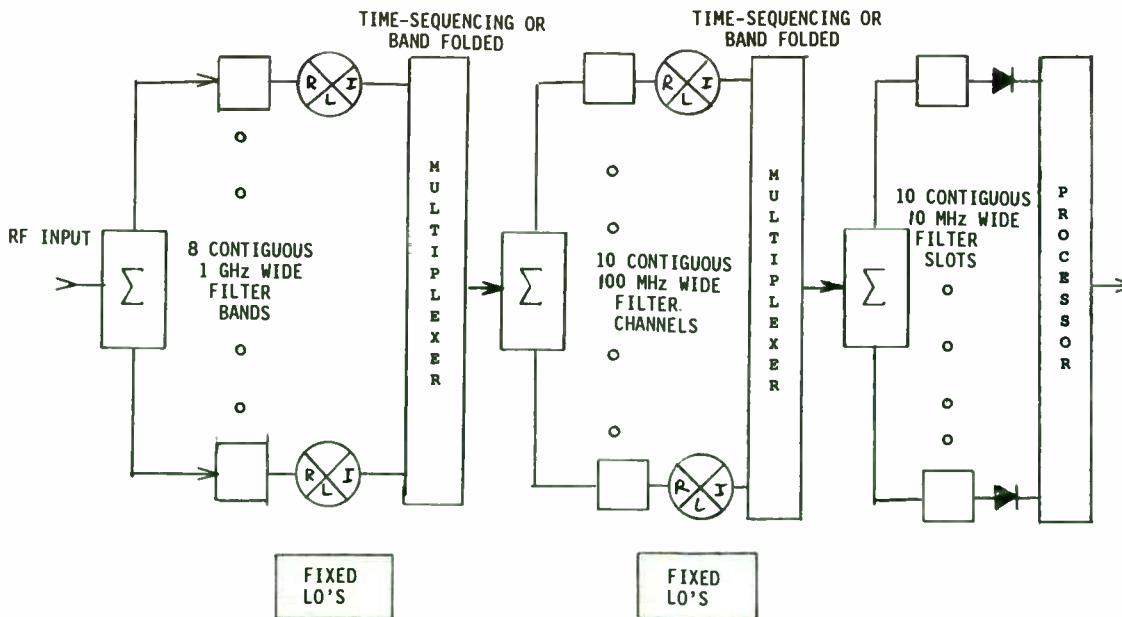 TIME-SEQUENCING OR
BAND FOLDED
TIME-SEQUENCING OR
BAND FOLDED
R
L
I
R
L
I
MULTIPLEXER
MULTIPLEXER
PROCESSOR
RF INPUT
Σ
8 CONTIGUOUS
1 GHz WIDE
FILTER
BANDS
Σ
10 CONTIGUOUS
100 MHz WIDE
FILTER.
CHANNELS
Σ
10 CONTIGUOUS
10 MHz WIDE
FILTER
SLOTS
R
L
I
R
L
I
FIXED
LO'S
FIXED
LO'S